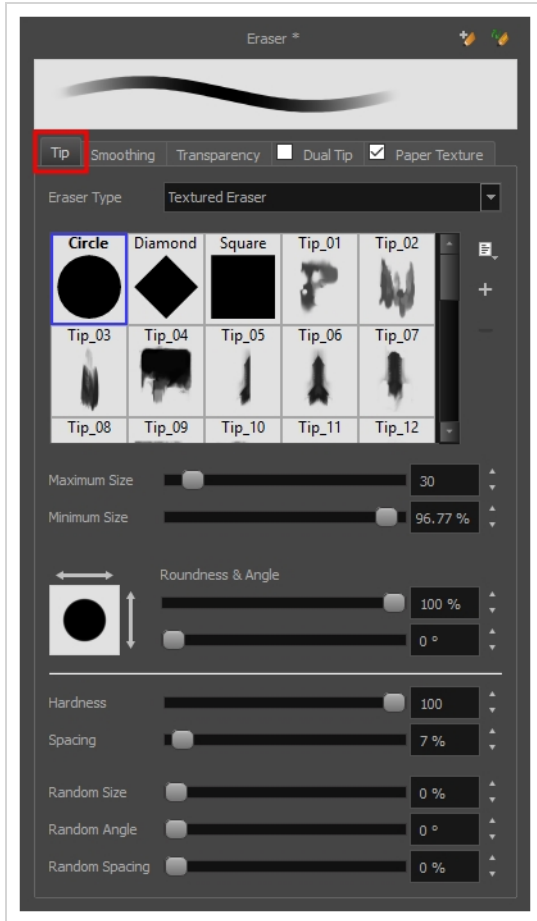 Eraser *
Tip Smoothing Transparency Dual Tip Paper Texture
Eraser Type Textured Eraser
Circle Diamond Square Tip_01 Tip_02
Tip_03 Tip_04 Tip_05 Tip_06 Tip_07
Tip_08 Tip_09 Tip_10 Tip_11 Tip_12
Maximum Size 30
Minimum Size 96.77 %
Roundness & Angle
100 %
0 °
Hardness 100
Spacing 7 %
Random Size 0 %
Random Angle 0 °
Random Spacing 0 %